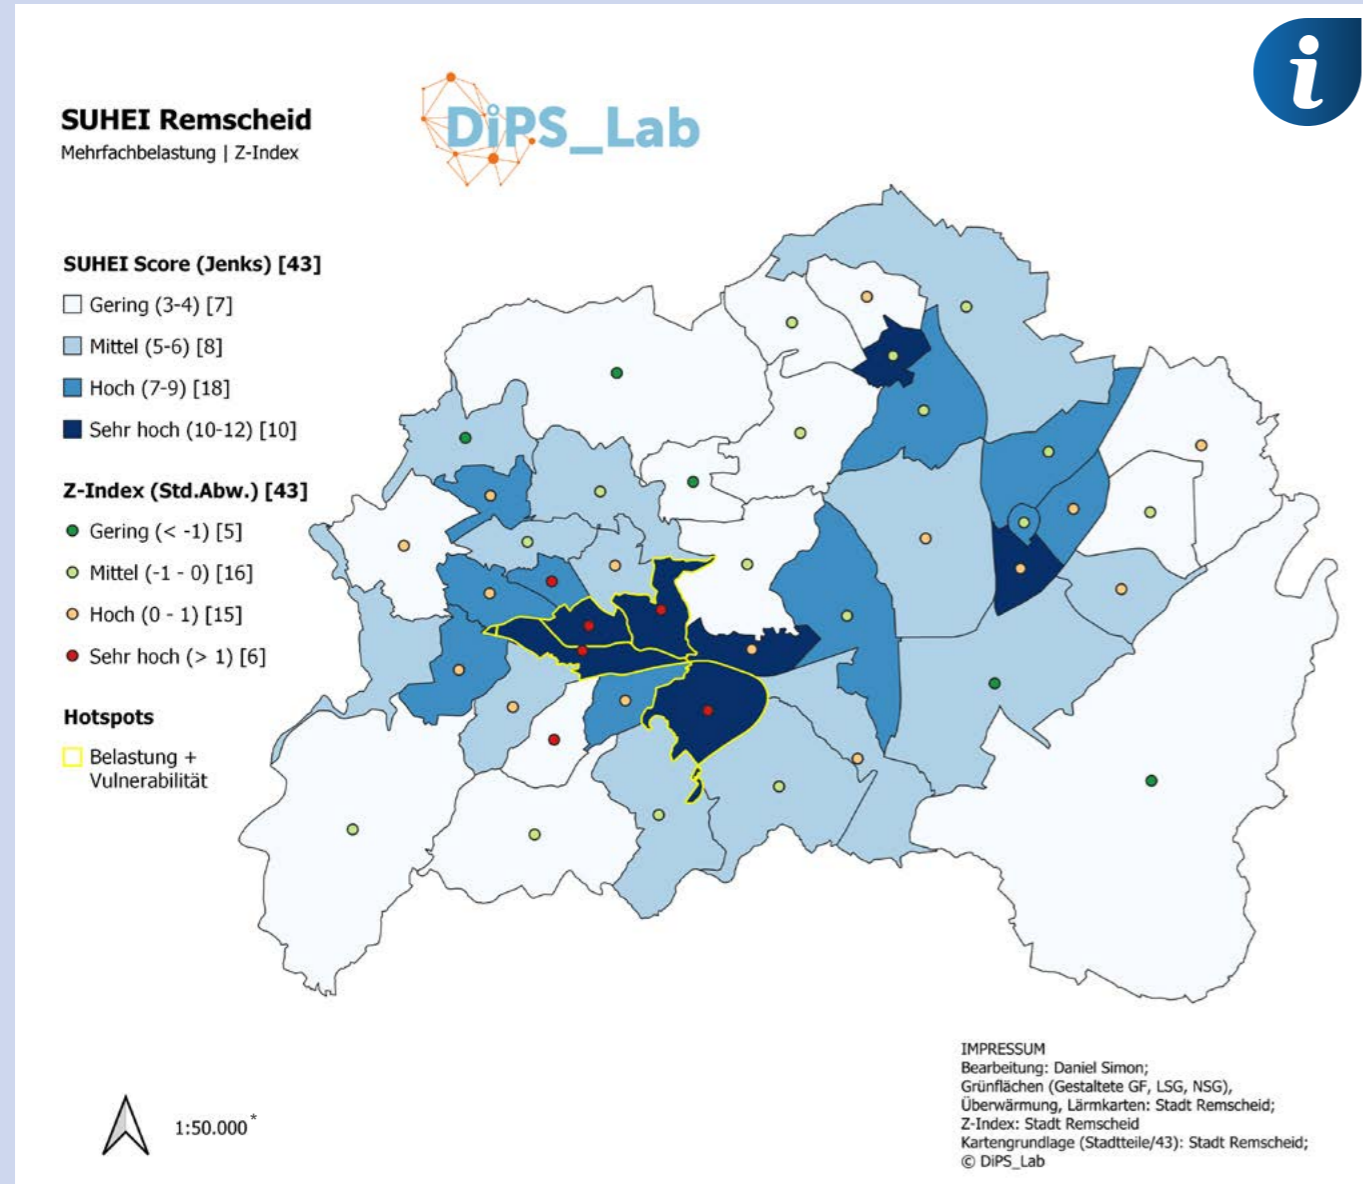 i
SUHEI Remscheid
Mehrfachbelastung | Z-Index
DiPS_Lab
SUHEI Score (Jenks) [43]
Gering (3-4) [7]
Mittel (5-6) [8]
Hoch (7-9) [18]
Sehr hoch (10-12) [10]
Z-Index (Std.Abw.) [43]
Gering (< -1) [5]
Mittel (-1 - 0) [16]
Hoch (0 - 1) [15]
Sehr hoch (> 1) [6]
Hotspots
Belastung +
Vulnerabilität
1:50.000*
IMPRESSUM
Bearbeitung: Daniel Simon;
Grünflächen (Gestaltete GF, LSG, NSG),
Überwärmung, Lärmkarten: Stadt Remscheid;
Z-Index: Stadt Remscheid
Kartengrundlage (Stadtteile/43): Stadt Remscheid;
© DiPS_Lab